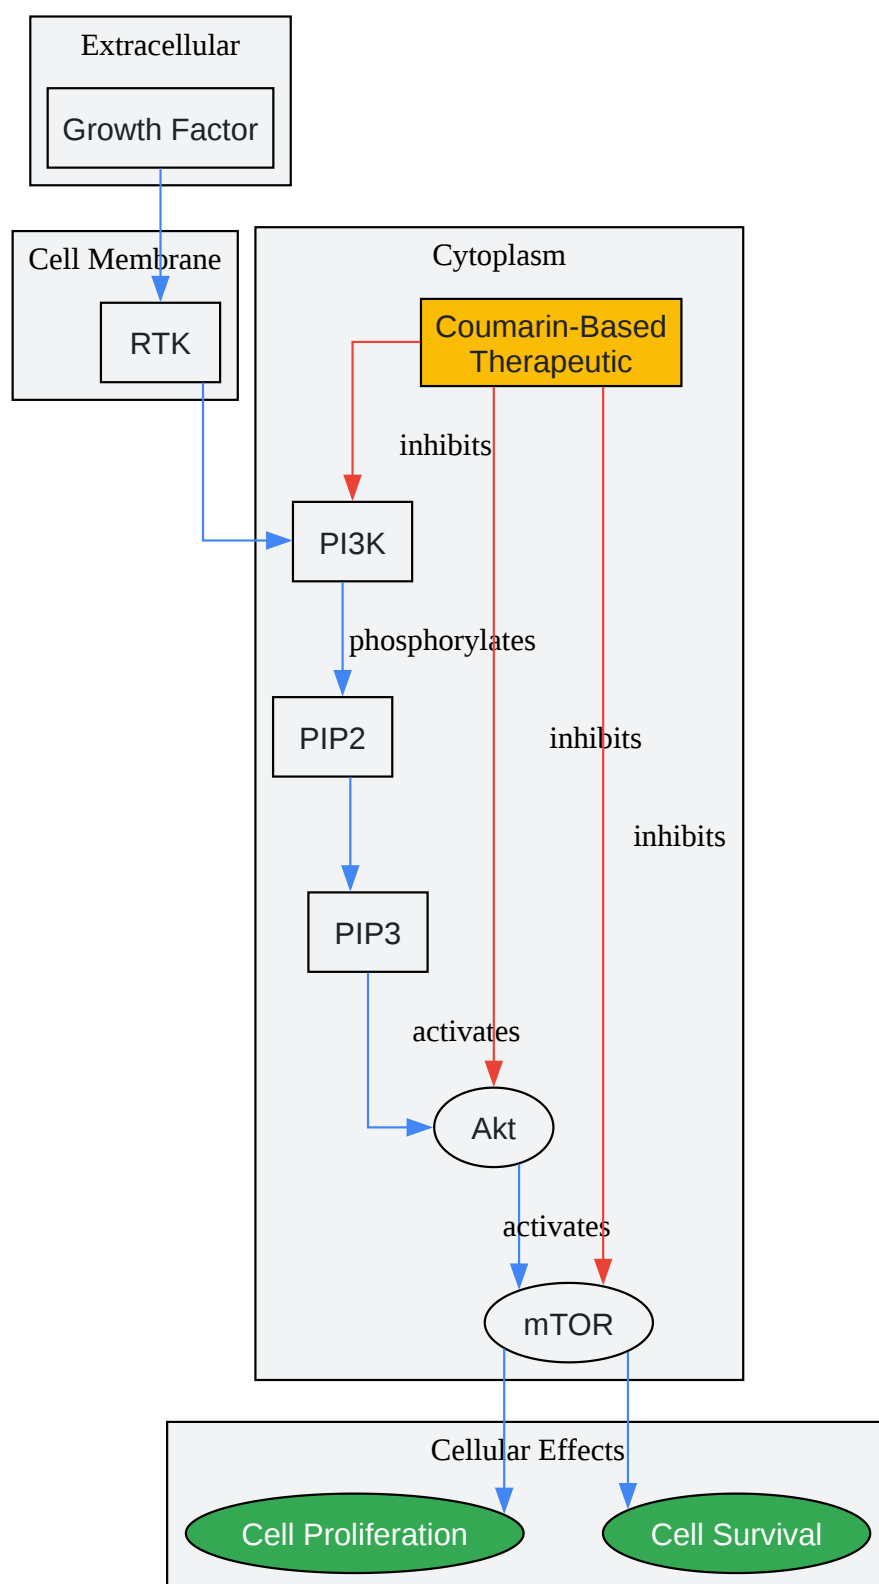 Extracellular
Growth Factor
Cell Membrane
RTK
Cytoplasm
Coumarin-Based
Therapeutic
inhibits
PI3K
phosphorylates
PIP2
inhibits
inhibits
PIP3
activates
Akt
activates
mTOR
Cellular Effects
Cell Proliferation
Cell Survival